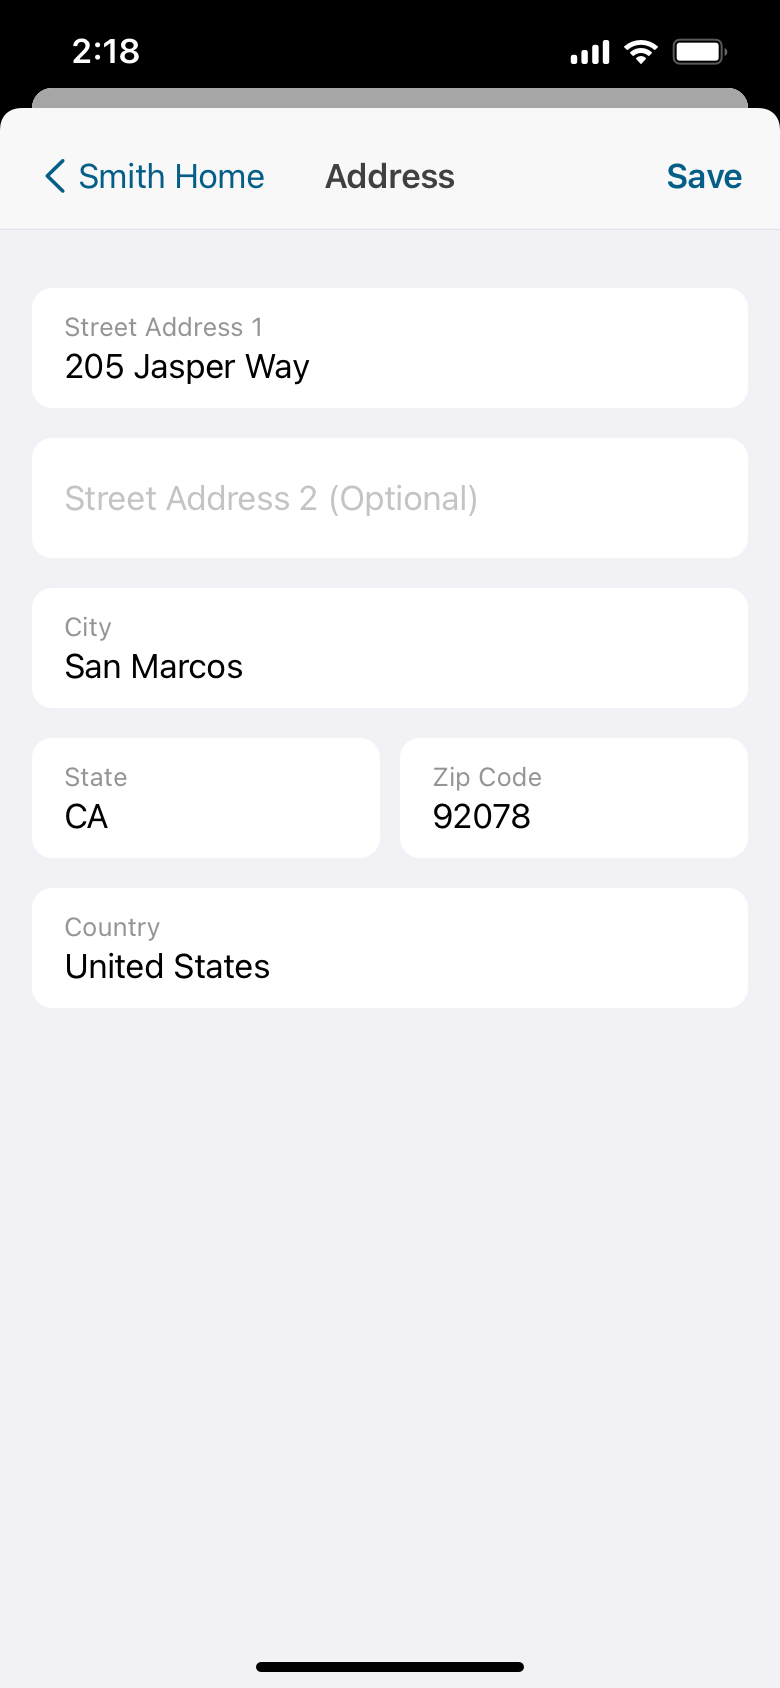 2:18
Smith Home
Address
Save
Street Address 1
205 Jasper Way
Street Address 2 (Optional)
City
San Marcos
State
CA
Zip Code
92078
Country
United States